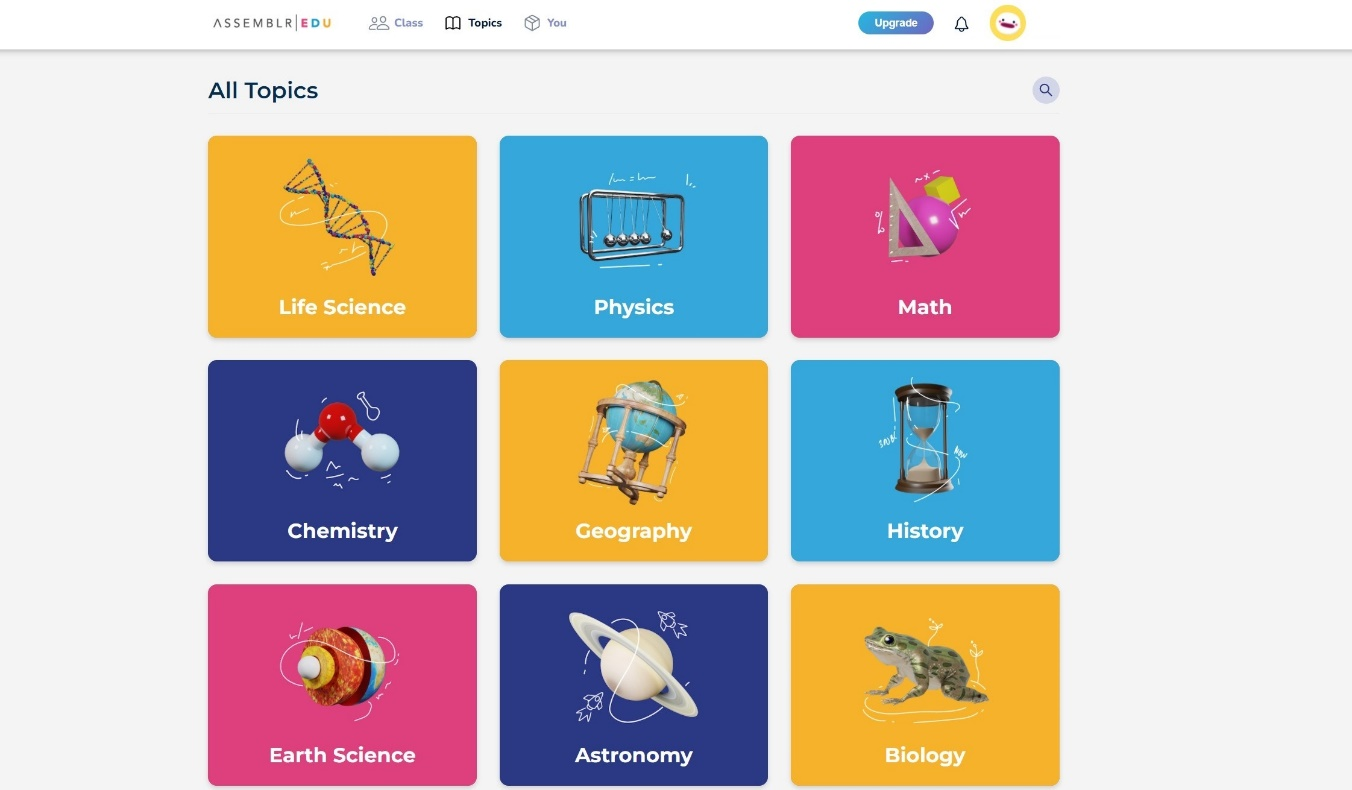 ASSEMBLR|EDU
Class
Topics
You
Upgrade
All Topics
Life Science
Physics
Math
Chemistry
Geography
History
Earth Science
Astronomy
Biology